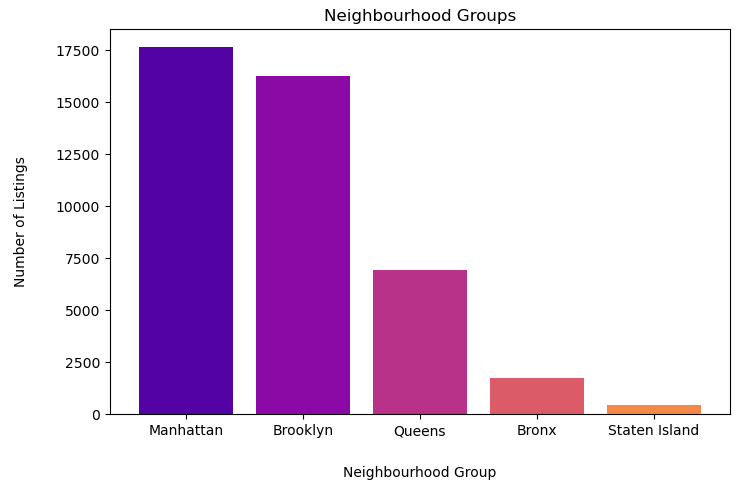 Neighbourhood Groups
Number of Listings
17500
15000
12500
10000
7500
5000
2500
0
Manhattan Brooklyn Queens Bronx Staten Island
Neighbourhood Group